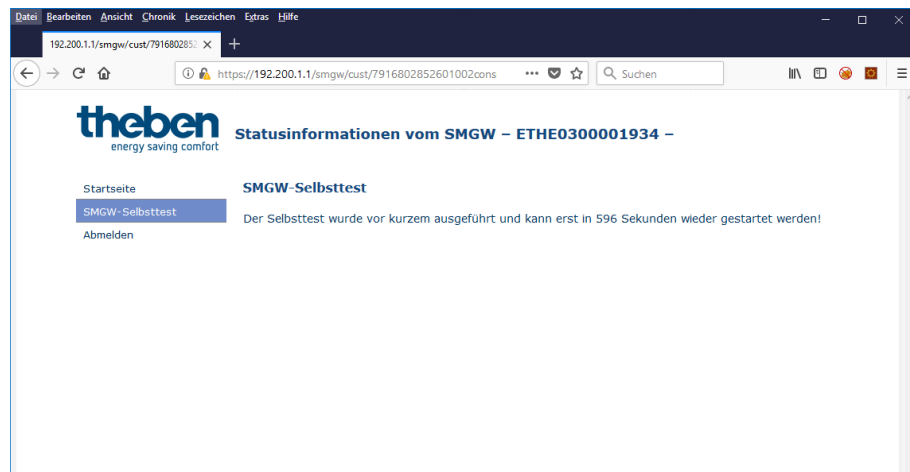 Datei Bearbeiten Ansicht Chronik Lesezeichen Extras Hilfe
192.200.1.1/smgw/cust/7916802852
https://192.200.1.1/smgw/cust/7916802852601002cons
Suchen
theben
energy saving comfort
Statusinformationen vom SMGW – ETHE0300001934 –
Startseite
SMGW-Selbsttest
Abmelden
SMGW-Selbsttest
Der Selbsttest wurde vor kurzem ausgeführt und kann erst in 596 Sekunden wieder gestartet werden!